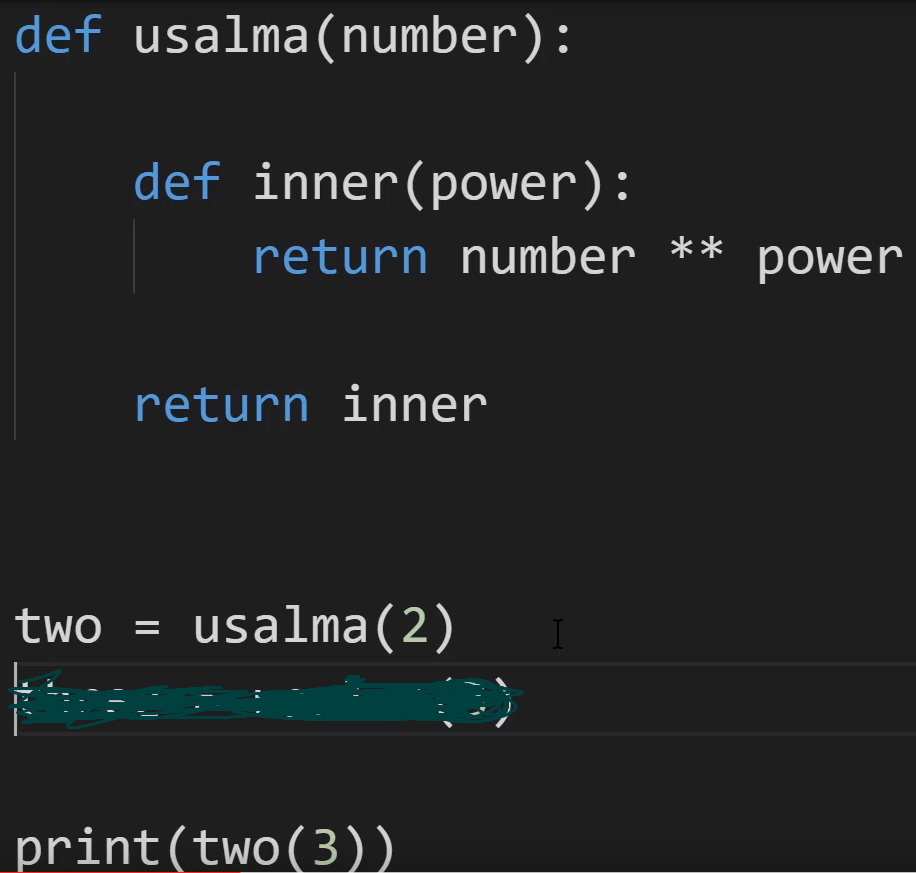 def usalma(number):
def inner(power):
return number ** power
return inner
two = usalma(2)
print(two(3))